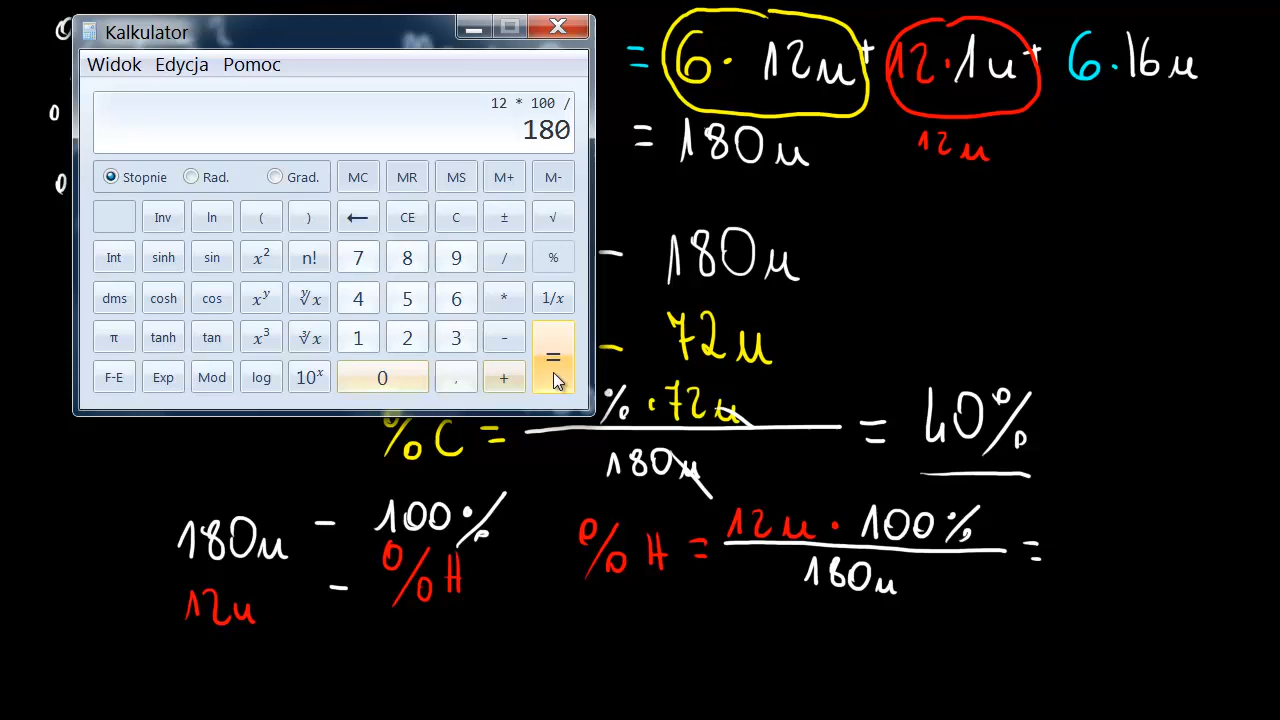 Kalkulator
Widok Edycja Pomoc
12 * 100 /
180
Stopnie Rad. Grad. MC MR MS M+ M-
Inv ln ( ) ← CE C ± √
Int sinh sin x² n! 7 8 9 / %
dms cosh cos xʸ ʸ√x 4 5 6 * 1/x
π tanh tan x³ ³√x 1 2 3 - =
F-E Exp Mod log 10ˣ 0 , +
= 6 · 12u + 12 · 1u + 6 · 16u
= 180u
12u
- 180u
- 72u
% · 72u
%C = = 40%
180u
180u - 100%
12u - %H
%H = 12u · 100% =
180u